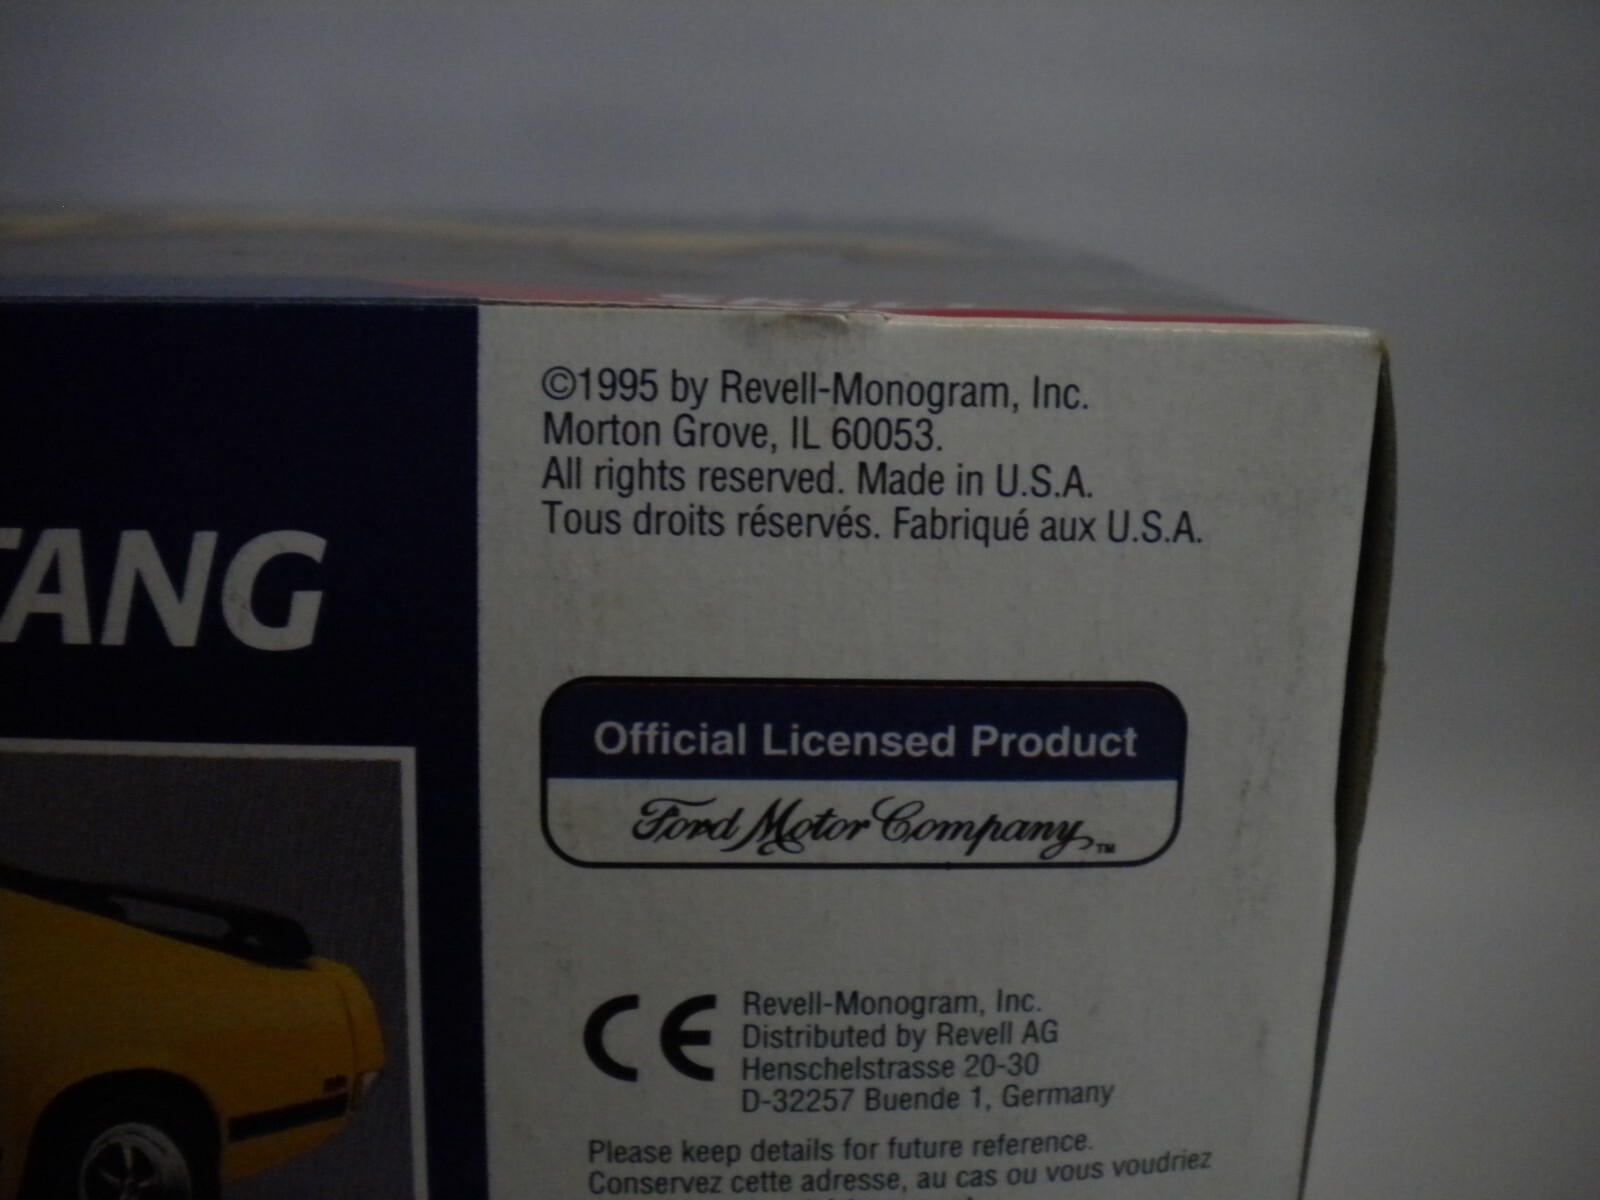 ©1995 by Revell-Monogram, Inc.
Morton Grove, IL 60053.
All rights reserved. Made in U.S.A.
Tous droits réservés. Fabriqué aux U.S.A.
TANG
Official Licensed Product
Ford Motor Company™
CE
Revell-Monogram, Inc.
Distributed by Revell AG
Henschelstrasse 20-30
D-32257 Buende 1, Germany
Please keep details for future reference.
Conservez cette adresse, au cas ou vous voudriez